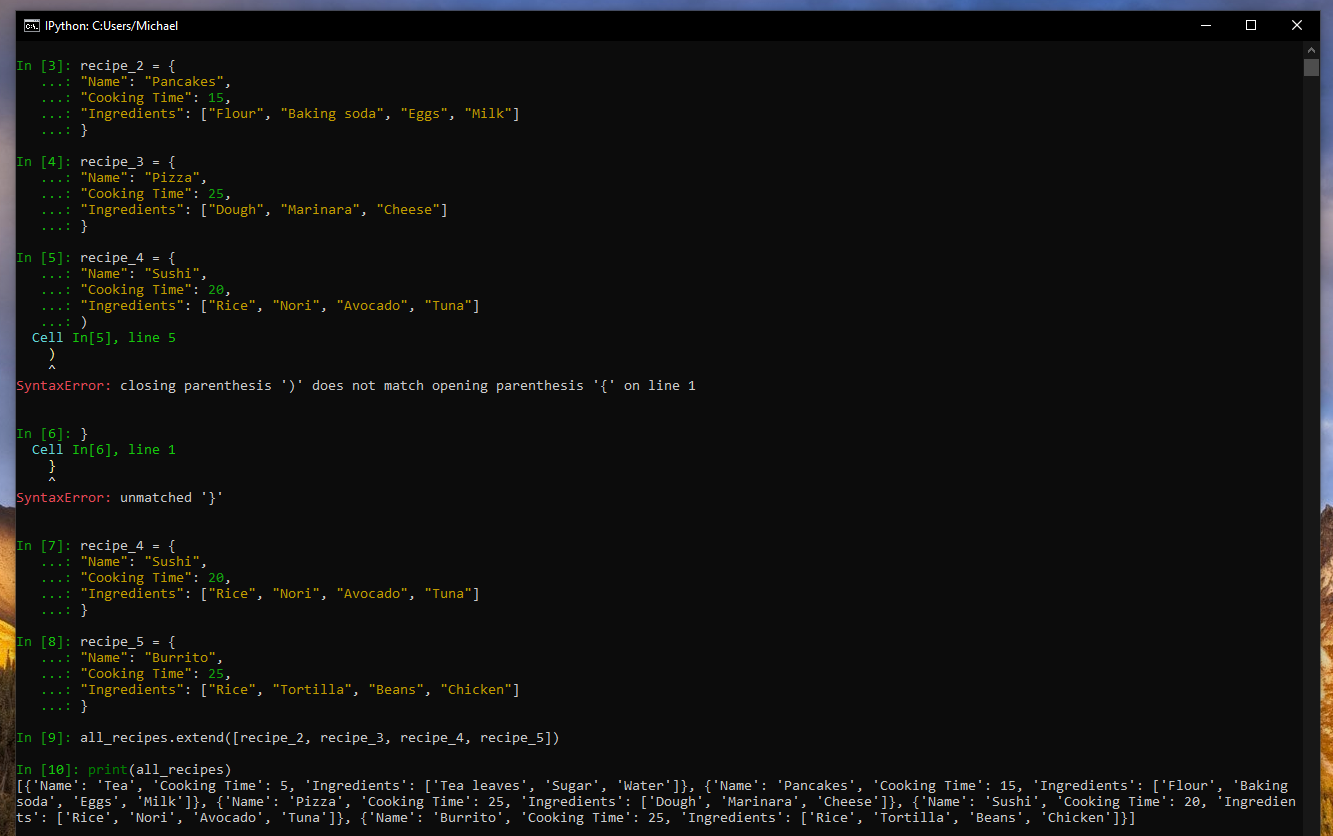 IPython: C:Users/Michael
In [3]: recipe_2 = {
   ...: "Name": "Pancakes",
   ...: "Cooking Time": 15,
   ...: "Ingredients": ["Flour", "Baking soda", "Eggs", "Milk"]
   ...: }
In [4]: recipe_3 = {
   ...: "Name": "Pizza",
   ...: "Cooking Time": 25,
   ...: "Ingredients": ["Dough", "Marinara", "Cheese"]
   ...: }
In [5]: recipe_4 = {
   ...: "Name": "Sushi",
   ...: "Cooking Time": 20,
   ...: "Ingredients": ["Rice", "Nori", "Avocado", "Tuna"]
   ...: )
  Cell In[5], line 5
    )
    ^
SyntaxError: closing parenthesis ')' does not match opening parenthesis '{' on line 1
In [6]: }
  Cell In[6], line 1
    }
    ^
SyntaxError: unmatched '}'
In [7]: recipe_4 = {
   ...: "Name": "Sushi",
   ...: "Cooking Time": 20,
   ...: "Ingredients": ["Rice", "Nori", "Avocado", "Tuna"]
   ...: }
In [8]: recipe_5 = {
   ...: "Name": "Burrito",
   ...: "Cooking Time": 25,
   ...: "Ingredients": ["Rice", "Tortilla", "Beans", "Chicken"]
   ...: }
In [9]: all_recipes.extend([recipe_2, recipe_3, recipe_4, recipe_5])
In [10]: print(all_recipes)
[{'Name': 'Tea', 'Cooking Time': 5, 'Ingredients': ['Tea leaves', 'Sugar', 'Water']}, {'Name': 'Pancakes', 'Cooking Time': 15, 'Ingredients': ['Flour', 'Baking
soda', 'Eggs', 'Milk']}, {'Name': 'Pizza', 'Cooking Time': 25, 'Ingredients': ['Dough', 'Marinara', 'Cheese']}, {'Name': 'Sushi', 'Cooking Time': 20, 'Ingredien
ts': ['Rice', 'Nori', 'Avocado', 'Tuna']}, {'Name': 'Burrito', 'Cooking Time': 25, 'Ingredients': ['Rice', 'Tortilla', 'Beans', 'Chicken']}]